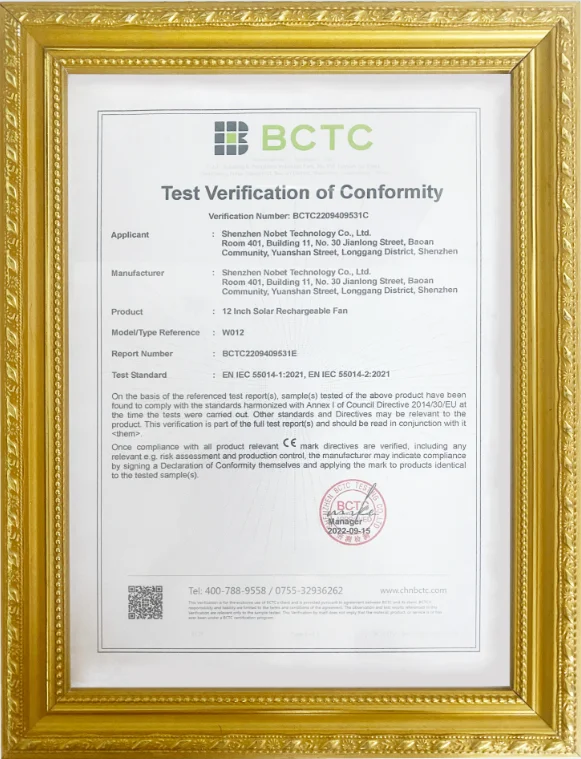 BCTC
Test Verification of Conformity
Verification Number: BCTC2209409531C
Applicant : Shenzhen Nobet Technology Co., Ltd.
Room 401, Building 11, No. 30 Jianlong Street, Baoan
Community, Yuanshan Street, Longgang District, Shenzhen
Manufacturer : Shenzhen Nobet Technology Co., Ltd.
Room 401, Building 11, No. 30 Jianlong Street, Baoan
Community, Yuanshan Street, Longgang District, Shenzhen
Product : 12 Inch Solar Rechargeable Fan
Model/Type Reference : W012
Report Number : BCTC2209409531E
Test Standard : EN IEC 55014-1:2021, EN IEC 55014-2:2021
On the basis of the referenced test report(s), sample(s) tested of the above product have been
found to comply with the standards harmonized with Annex I of Council Directive 2014/30/EU at
the time the tests were carried out. Other standards and Directives may be relevant to the
product. This verification is part of the full test report(s) and should be read in conjunction with it
<them>.
Once compliance with all product relevant CE mark directives are verified, including any
relevant e.g. risk assessment and production control, the manufacturer may indicate compliance
by signing a Declaration of Conformity themselves and applying the mark to products identical
to the tested sample(s).
BCTC
Manager
2022-09-15
Tel: 400-788-9558 / 0755-32936262 www.chnbctc.com